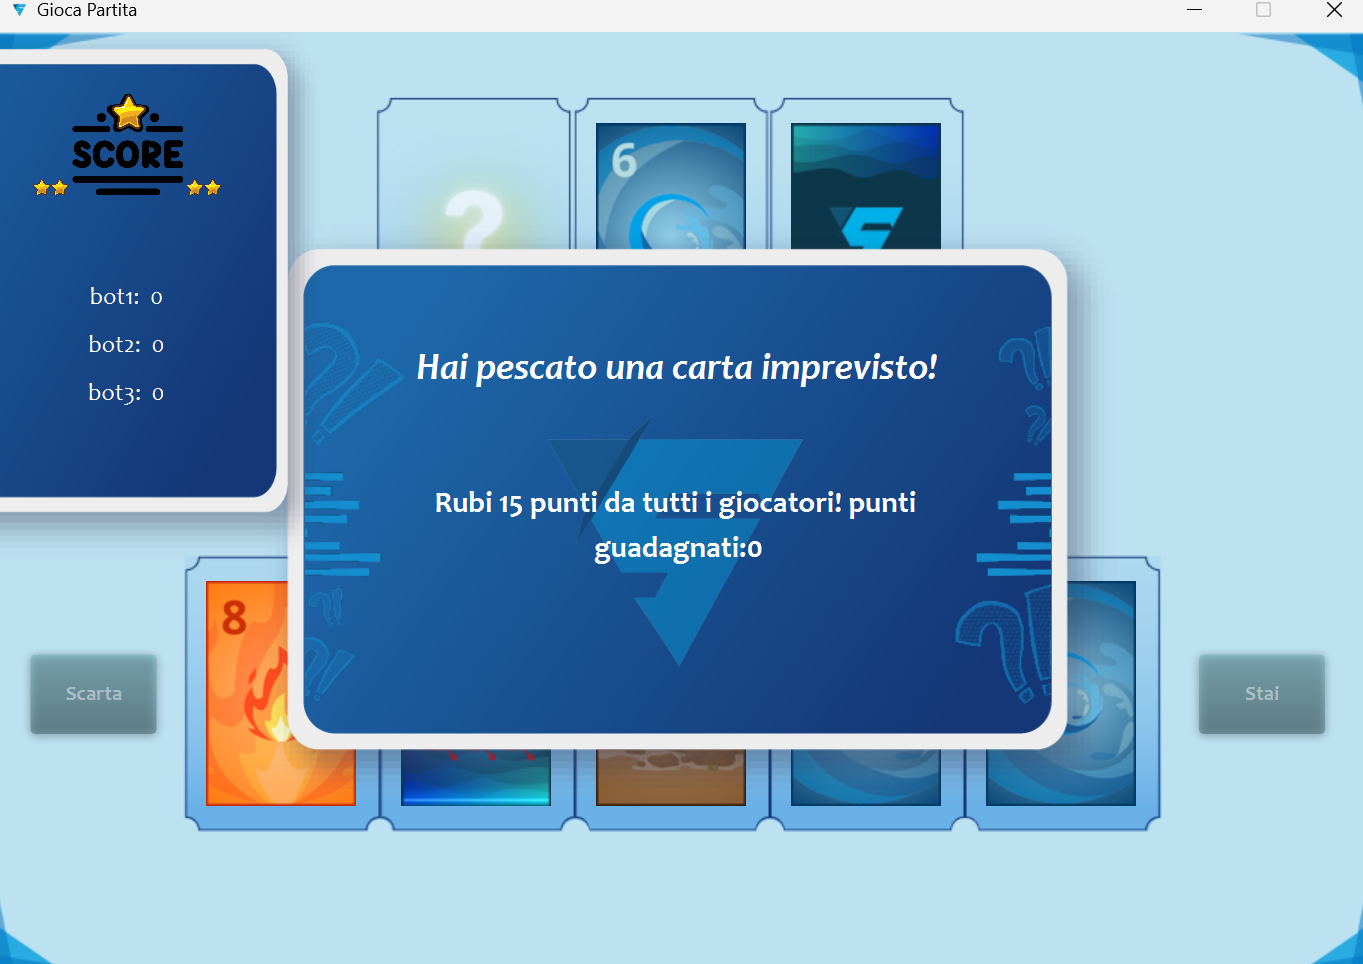 Gioca Partita
SCORE
bot1: 0
bot2: 0
bot3: 0
?
6
Hai pescato una carta imprevisto!
Rubi 15 punti da tutti i giocatori! punti
guadagnati:0
8
Scarta
Stai